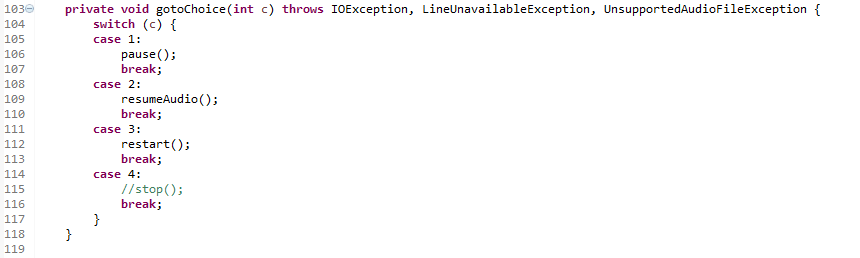 103 private void gotoChoice(int c) throws IOException, LineUnavailableException, UnsupportedAudioFileException {
104 switch (c) {
105 case 1:
106 pause();
107 break;
108 case 2:
109 resumeAudio();
110 break;
111 case 3:
112 restart();
113 break;
114 case 4:
115 //stop();
116 break;
117 }
118 }
119